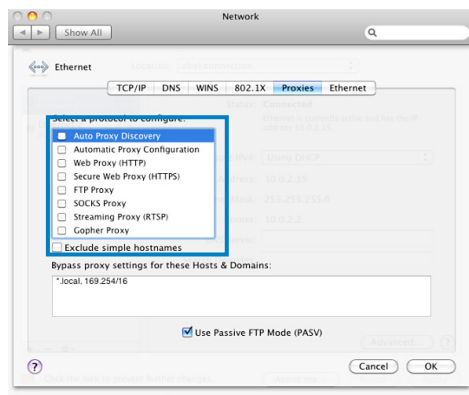 Network
Show All
Ethernet
TCP/IP DNS WINS 802.1X Proxies Ethernet
Select a protocol to configure:
Auto Proxy Discovery
Automatic Proxy Configuration
Web Proxy (HTTP)
Secure Web Proxy (HTTPS)
FTP Proxy
SOCKS Proxy
Streaming Proxy (RTSP)
Gopher Proxy
Exclude simple hostnames
Bypass proxy settings for these Hosts & Domains:
*.local, 169.254/16
Use Passive FTP Mode (PASV)
Advanced...
?
Cancel OK